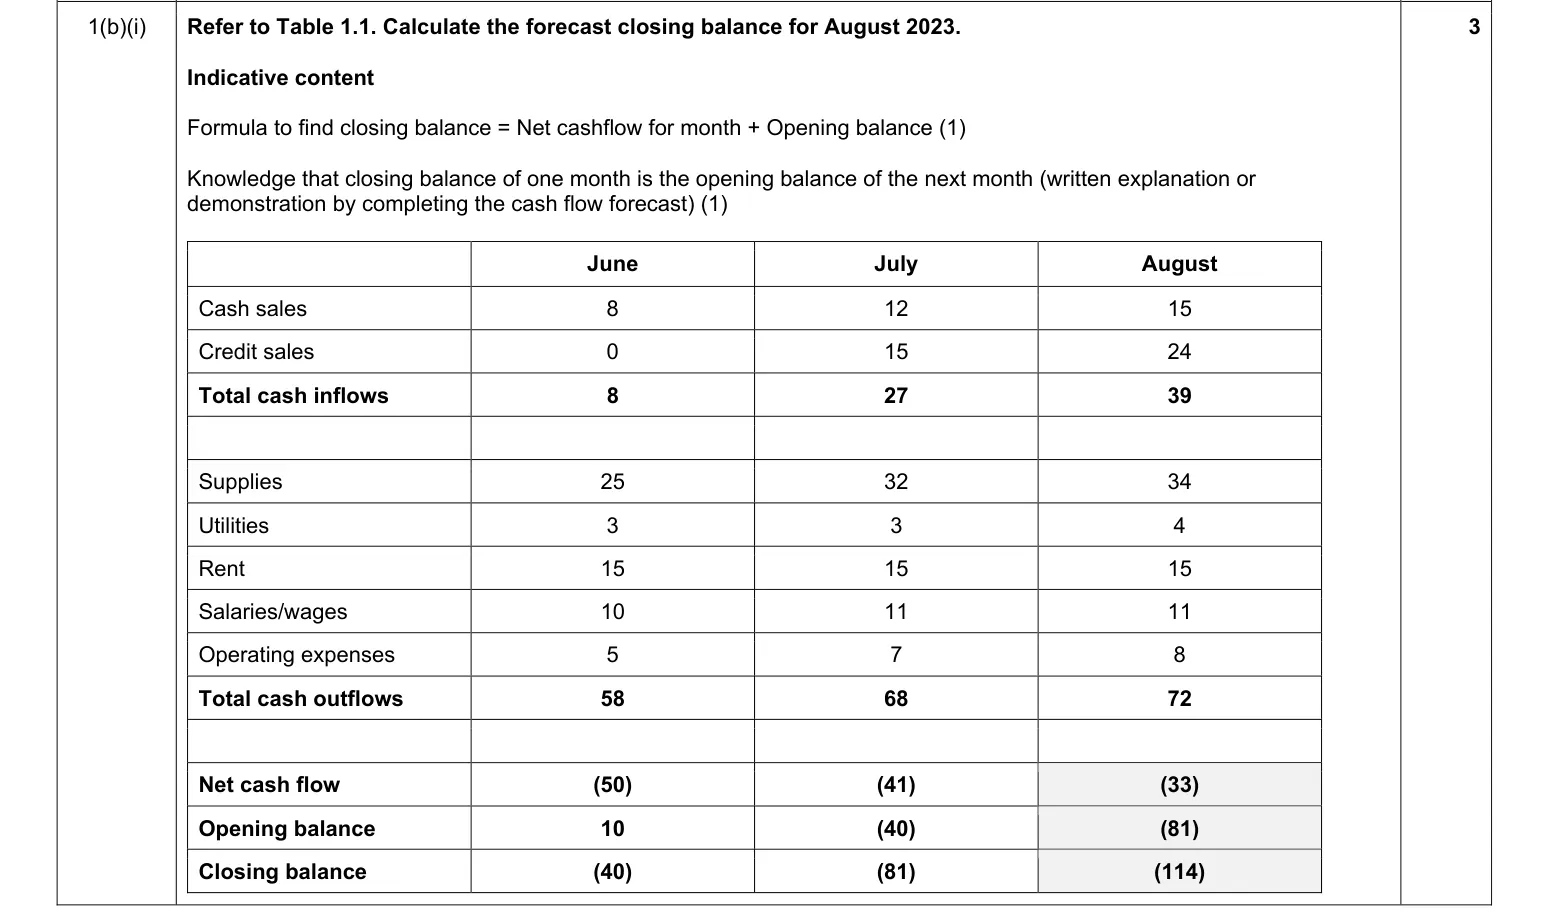 1(b)(i) Refer to Table 1.1. Calculate the forecast closing balance for August 2023. 3
Indicative content
Formula to find closing balance = Net cashflow for month + Opening balance (1)
Knowledge that closing balance of one month is the opening balance of the next month (written explanation or
demonstration by completing the cash flow forecast) (1)
June July August
Cash sales 8 12 15
Credit sales 0 15 24
Total cash inflows 8 27 39
Supplies 25 32 34
Utilities 3 3 4
Rent 15 15 15
Salaries/wages 10 11 11
Operating expenses 5 7 8
Total cash outflows 58 68 72
Net cash flow (50) (41) (33)
Opening balance 10 (40) (81)
Closing balance (40) (81) (114)